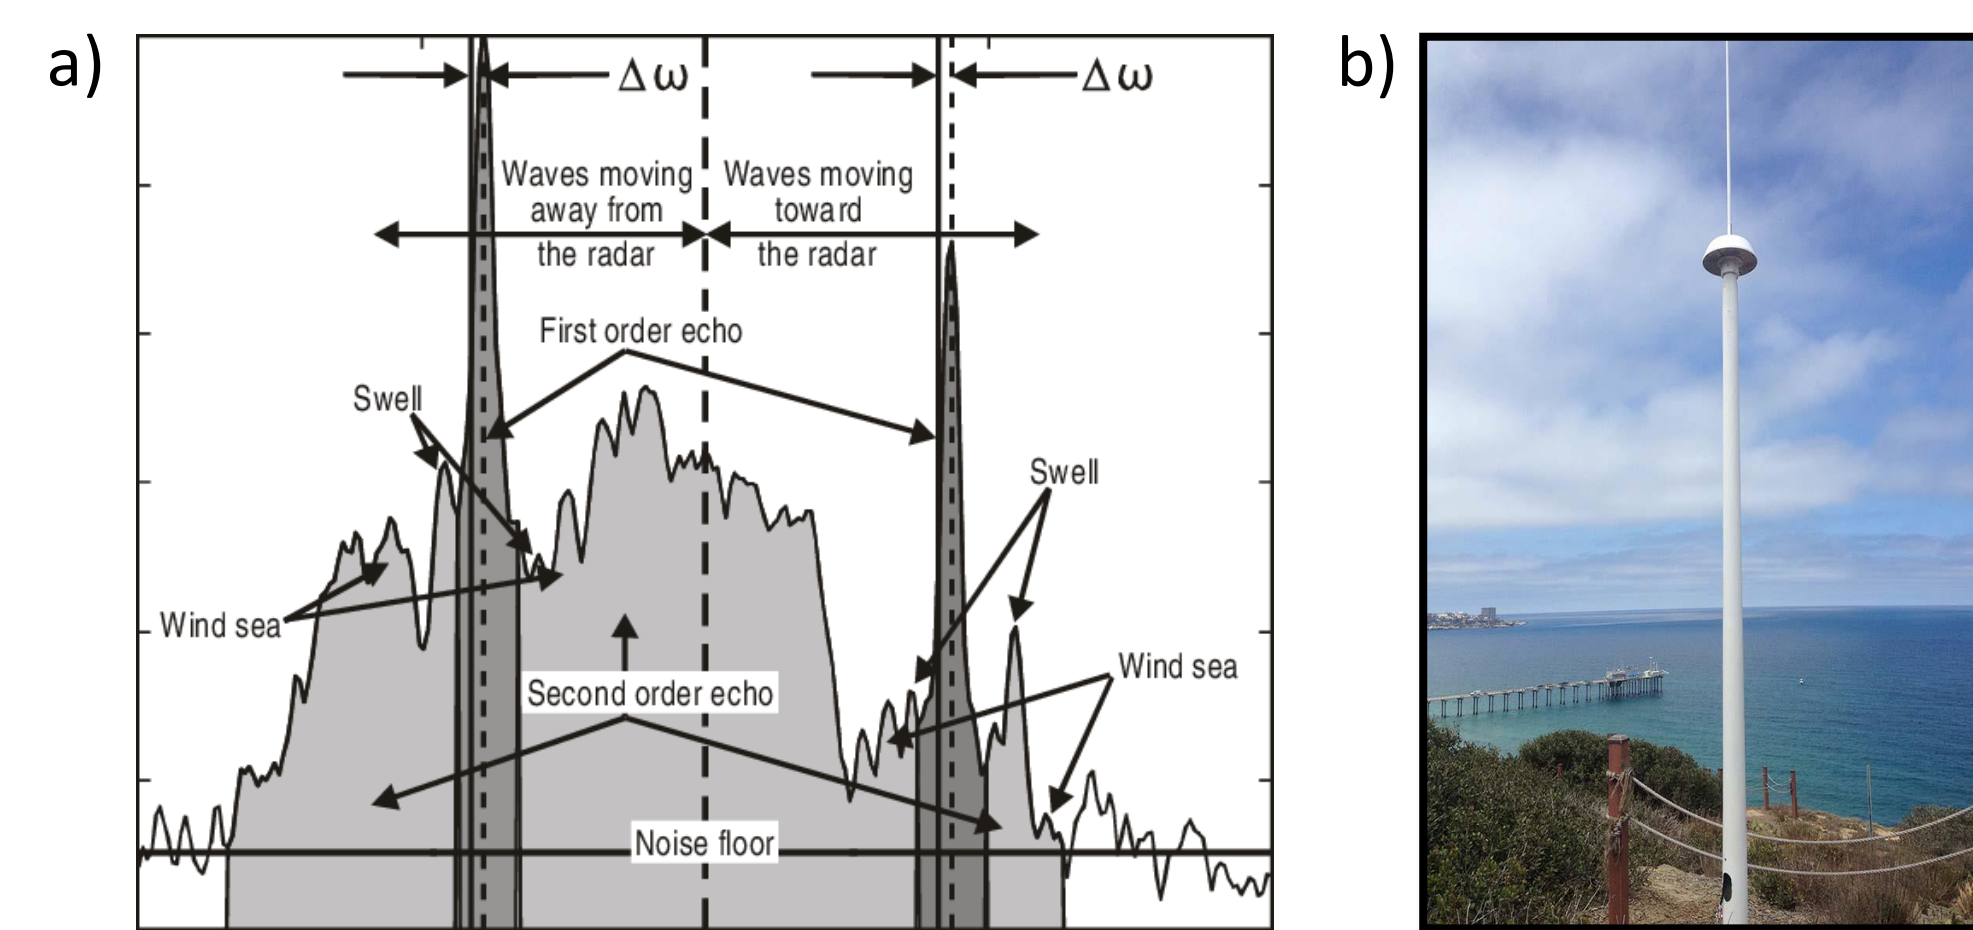 a)
b)
Δω
Δω
Waves moving
away from
the radar
Waves moving
toward
the radar
First order echo
Swell
Swell
Wind sea
Wind sea
Second order echo
Noise floor